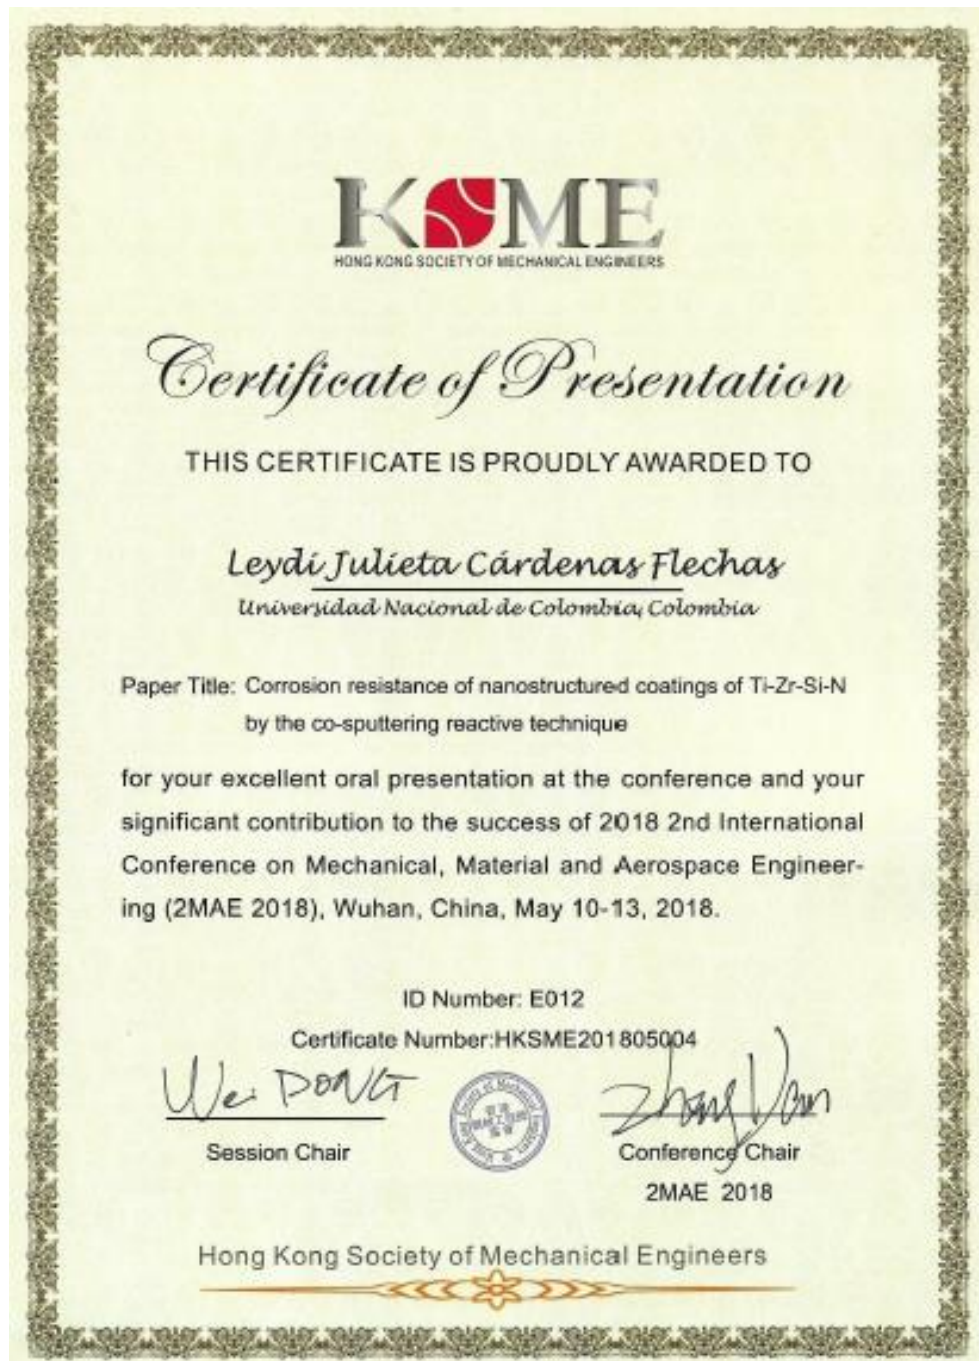 KSME
HONG KONG SOCIETY OF MECHANICAL ENGINEERS
Certificate of Presentation
THIS CERTIFICATE IS PROUDLY AWARDED TO
Leydi Julieta Cárdenas Flechas
Universidad Nacional de Colombia, Colombia
Paper Title: Corrosion resistance of nanostructured coatings of Ti-Zr-Si-N
by the co-sputtering reactive technique
for your excellent oral presentation at the conference and your
significant contribution to the success of 2018 2nd International
Conference on Mechanical, Material and Aerospace Engineer-
ing (2MAE 2018), Wuhan, China, May 10-13, 2018.
ID Number: E012
Certificate Number:HKSME201805004
Wei DONG
Session Chair
Conference Chair
2MAE 2018
Hong Kong Society of Mechanical Engineers